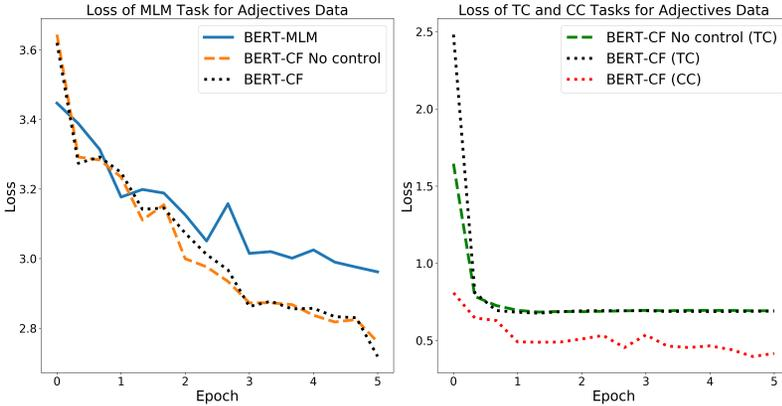 Loss of MLM Task for Adjectives Data
BERT-MLM
BERT-CF No control
BERT-CF
3.6
3.4
3.2
3.0
2.8
Loss
0
1
2
3
4
5
Epoch
Loss of TC and CC Tasks for Adjectives Data
BERT-CF No control (TC)
BERT-CF (TC)
BERT-CF (CC)
2.5
2.0
1.5
1.0
0.5
Loss
0
1
2
3
4
5
Epoch